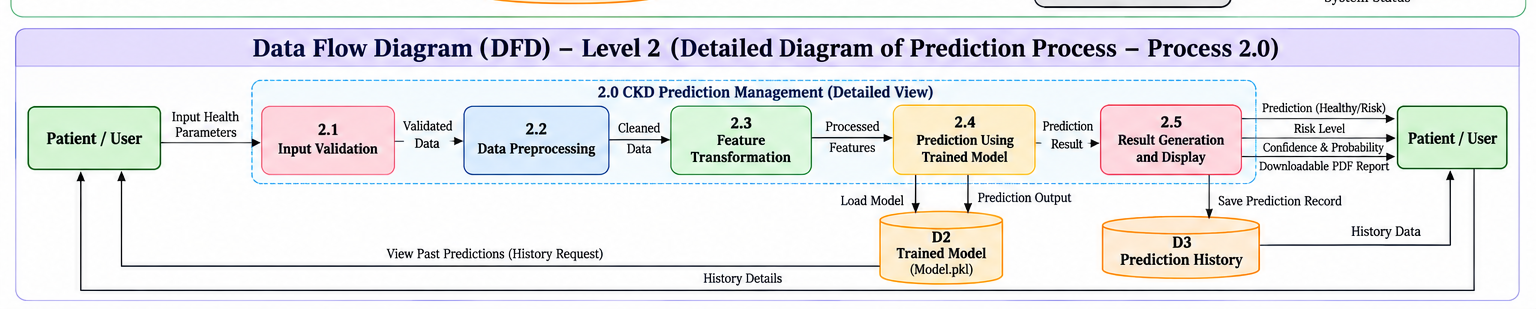 System Status
Data Flow Diagram (DFD) – Level 2 (Detailed Diagram of Prediction Process – Process 2.0)
2.0 CKD Prediction Management (Detailed View)
Patient / User
Input Health
Parameters
2.1
Input Validation
Validated
Data
2.2
Data Preprocessing
Cleaned
Data
2.3
Feature
Transformation
Processed
Features
2.4
Prediction Using
Trained Model
Prediction
Result
2.5
Result Generation
and Display
Prediction (Healthy/Risk)
Risk Level
Confidence & Probability
Downloadable PDF Report
Patient / User
Load Model
Prediction Output
Save Prediction Record
D2
Trained Model
(Model.pkl)
D3
Prediction History
History Data
View Past Predictions (History Request)
History Details